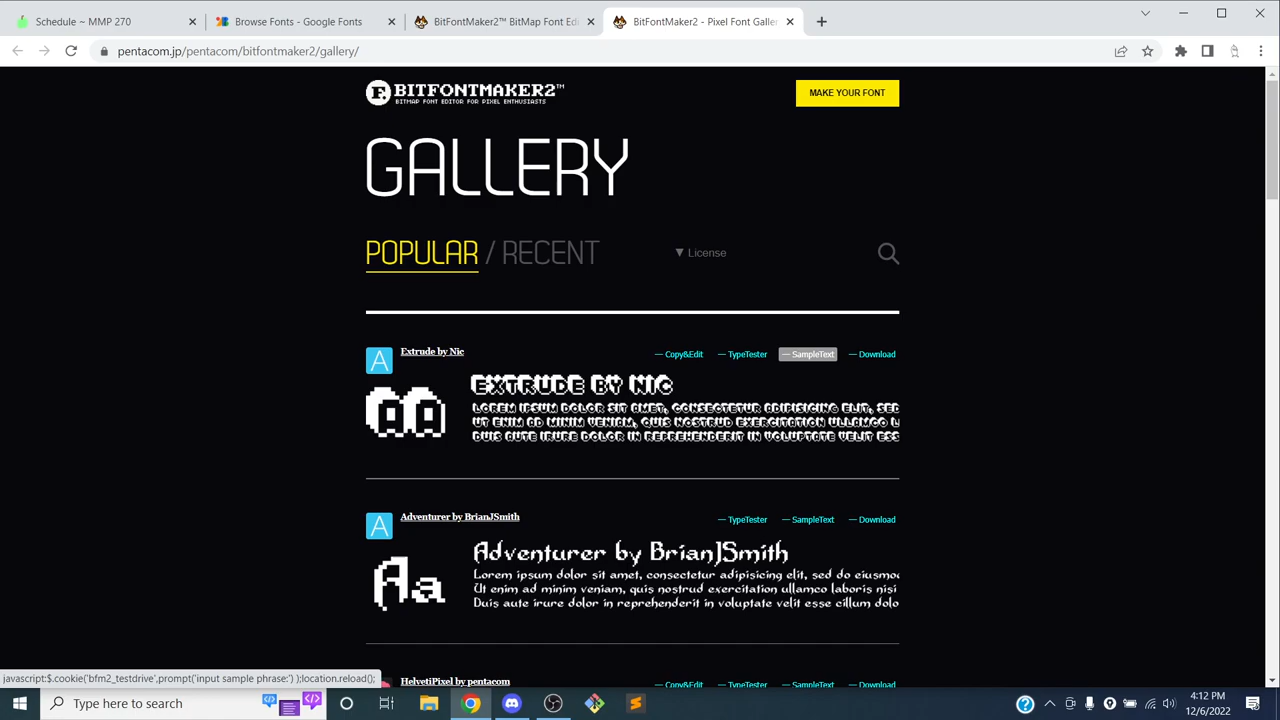 Schedule ~ MMP 270
Browse Fonts - Google Fonts
BitFontMaker2™ BitMap Font Edi
BitFontMaker2 - Pixel Font Galler
pentacom.jp/pentacom/bitfontmaker2/gallery/
BITFONTMAKER2™
BITMAP FONT EDITOR FOR PIXEL ENTHUSIASTS
MAKE YOUR FONT
GALLERY
POPULAR / RECENT
▼ License
A
Extrude by Nic
— Copy&Edit — TypeTester — SampleText — Download
AA
EXTRUDE BY NIC
LOREM IPSUM DOLOR SIT AMET, CONSECTETUR ADIPISICING ELIT, SED
UT ENIM AD MINIM VENIAM, QUIS NOSTRUD EXERCITATION ULLAMCO L
DUIS AUTE IRURE DOLOR IN REPREHENDERIT IN VOLUPTATE VELIT ESS
A
Adventurer by BrianJSmith
— TypeTester — SampleText — Download
Aa
Adventurer by BrianJSmith
Lorem ipsum dolor sit amet, consectetur adipisicing elit, sed do eiusmo
Ut enim ad minim veniam, quis nostrud exercitation ullamco laboris nisi
Duis aute irure dolor in reprehenderit in voluptate velit esse cillum dolo
HelvetiPixel by pentacom
— Copy&Edit — TypeTester — SampleText — Download
javascript:$.cookie('bfm2_testdrive',prompt('input sample phrase:') );location.reload();
Type here to search
4:12 PM
12/6/2022